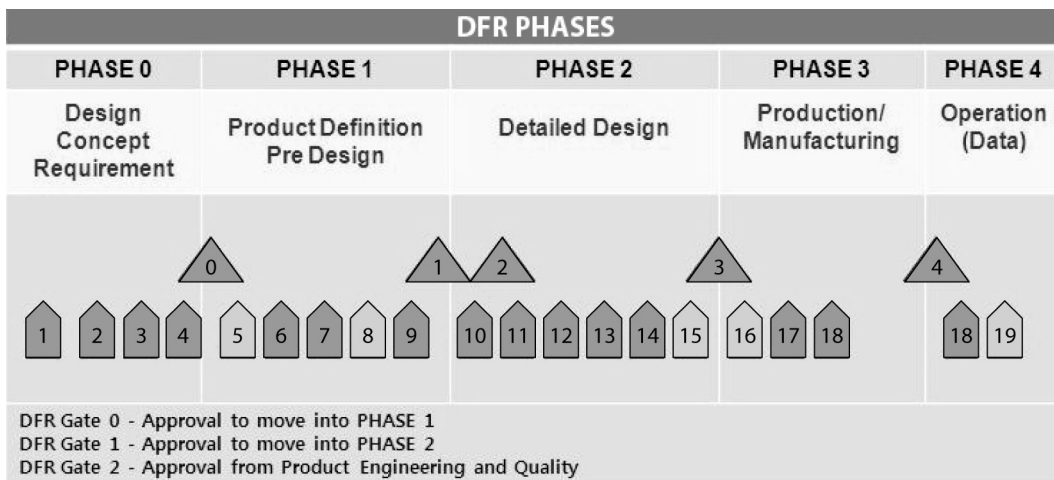 DFR PHASES
PHASE 0 PHASE 1 PHASE 2 PHASE 3 PHASE 4
Design
Concept
Requirement
Product Definition
Pre Design
Detailed Design
Production/
Manufacturing
Operation
(Data)
0 1 2 3 4
1 2 3 4 5 6 7 8 9 10 11 12 13 14 15 16 17 18 18 19
DFR Gate 0 - Approval to move into PHASE 1
DFR Gate 1 - Approval to move into PHASE 2
DFR Gate 2 - Approval from Product Engineering and Quality